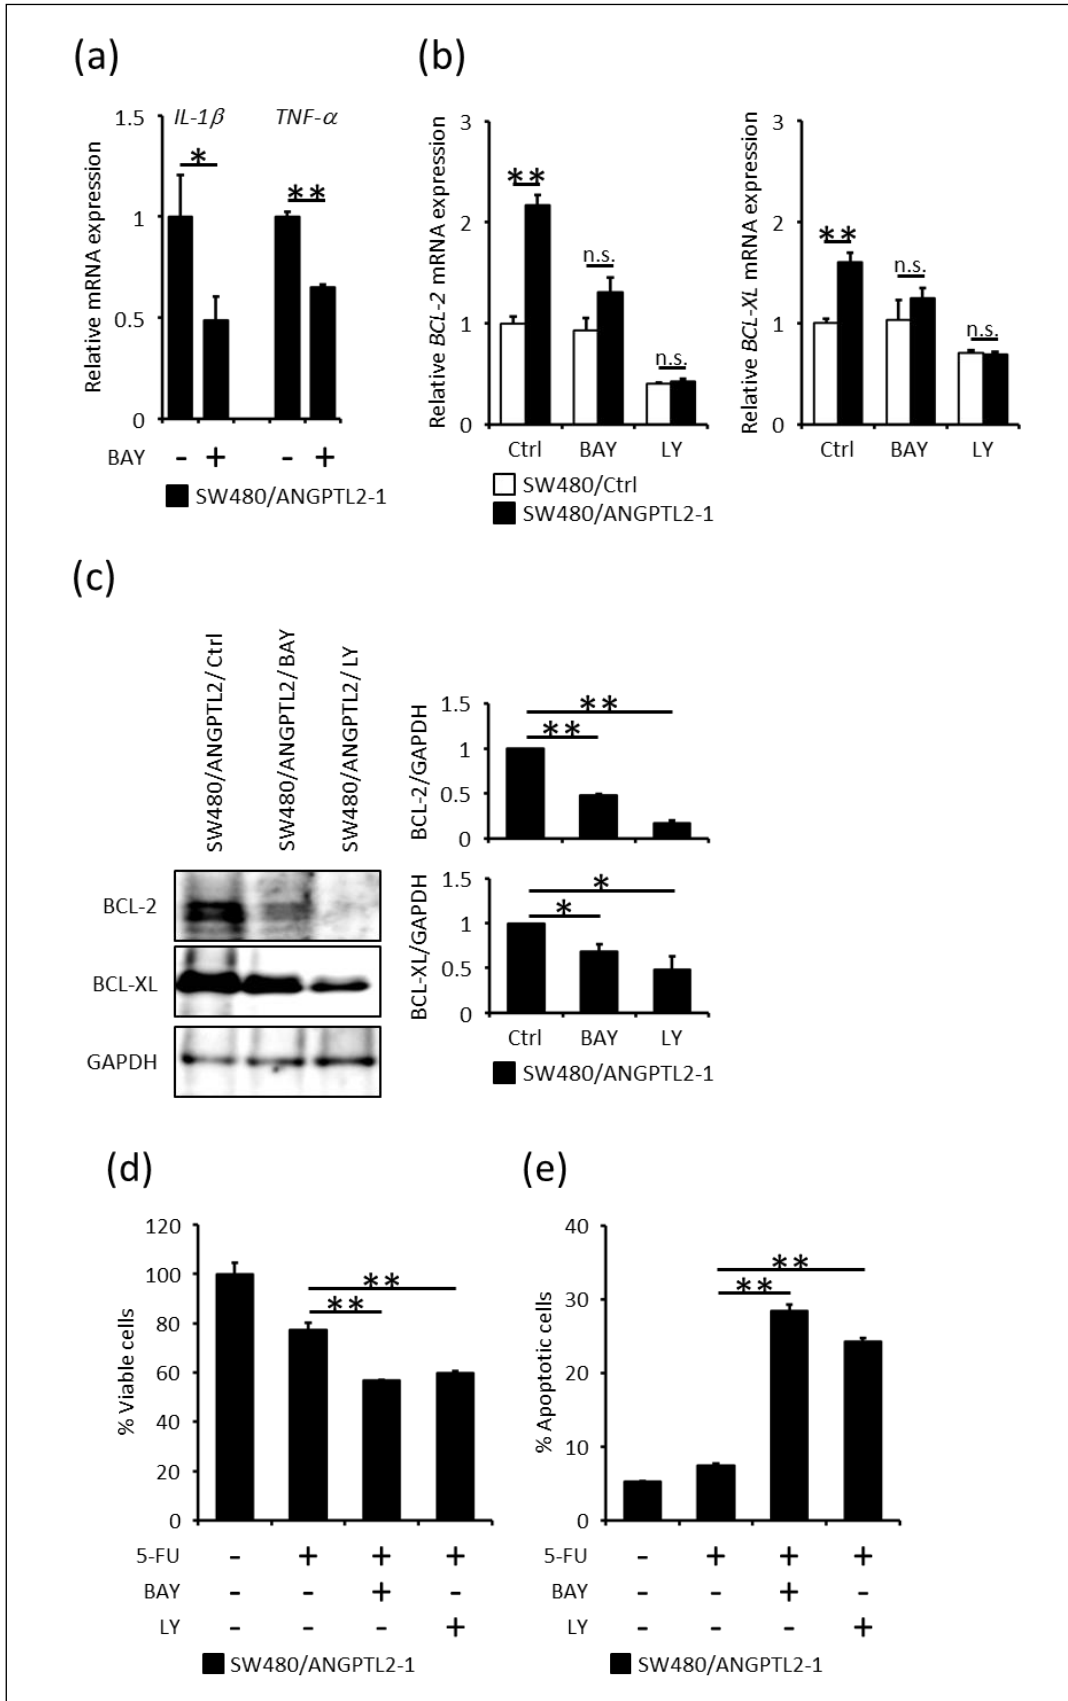 (a)
IL-1β TNF-α
Relative mRNA expression
1.5
1
0.5
0
*
**
BAY - + - +
SW480/ANGPTL2-1
(b)
Relative BCL-2 mRNA expression
3
2
1
0
**
n.s.
n.s.
Ctrl BAY LY
Relative BCL-XL mRNA expression
3
2
1
0
**
n.s.
n.s.
Ctrl BAY LY
SW480/Ctrl
SW480/ANGPTL2-1
(c)
SW480/ANGPTL2/Ctrl
SW480/ANGPTL2/BAY
SW480/ANGPTL2/LY
BCL-2
BCL-XL
GAPDH
BCL-2/GAPDH
1.5
1
0.5
0
**
**
BCL-XL/GAPDH
1.5
1
0.5
0
*
*
Ctrl BAY LY
SW480/ANGPTL2-1
(d)
% Viable cells
120
100
80
60
40
20
0
**
**
5-FU - + + +
BAY - - + -
LY - - - +
SW480/ANGPTL2-1
(e)
% Apoptotic cells
40
30
20
10
0
**
**
5-FU - + + +
BAY - - + -
LY - - - +
SW480/ANGPTL2-1